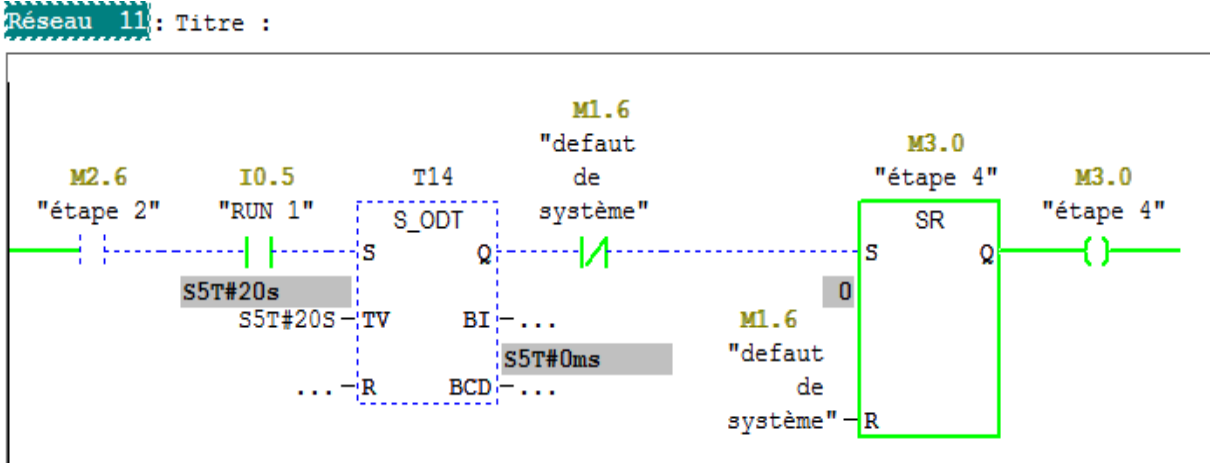 Réseau 11 : Titre :
M1.6
"defaut
de
système"
M3.0
"étape 4"
M2.6
"étape 2"
I0.5
"RUN 1"
T14
M3.0
"étape 4"
S_ODT
SR
S Q
S Q
S5T#20s
0
S5T#20S TV BI ...
M1.6
"defaut
de
système" R
S5T#0ms
... R BCD ...